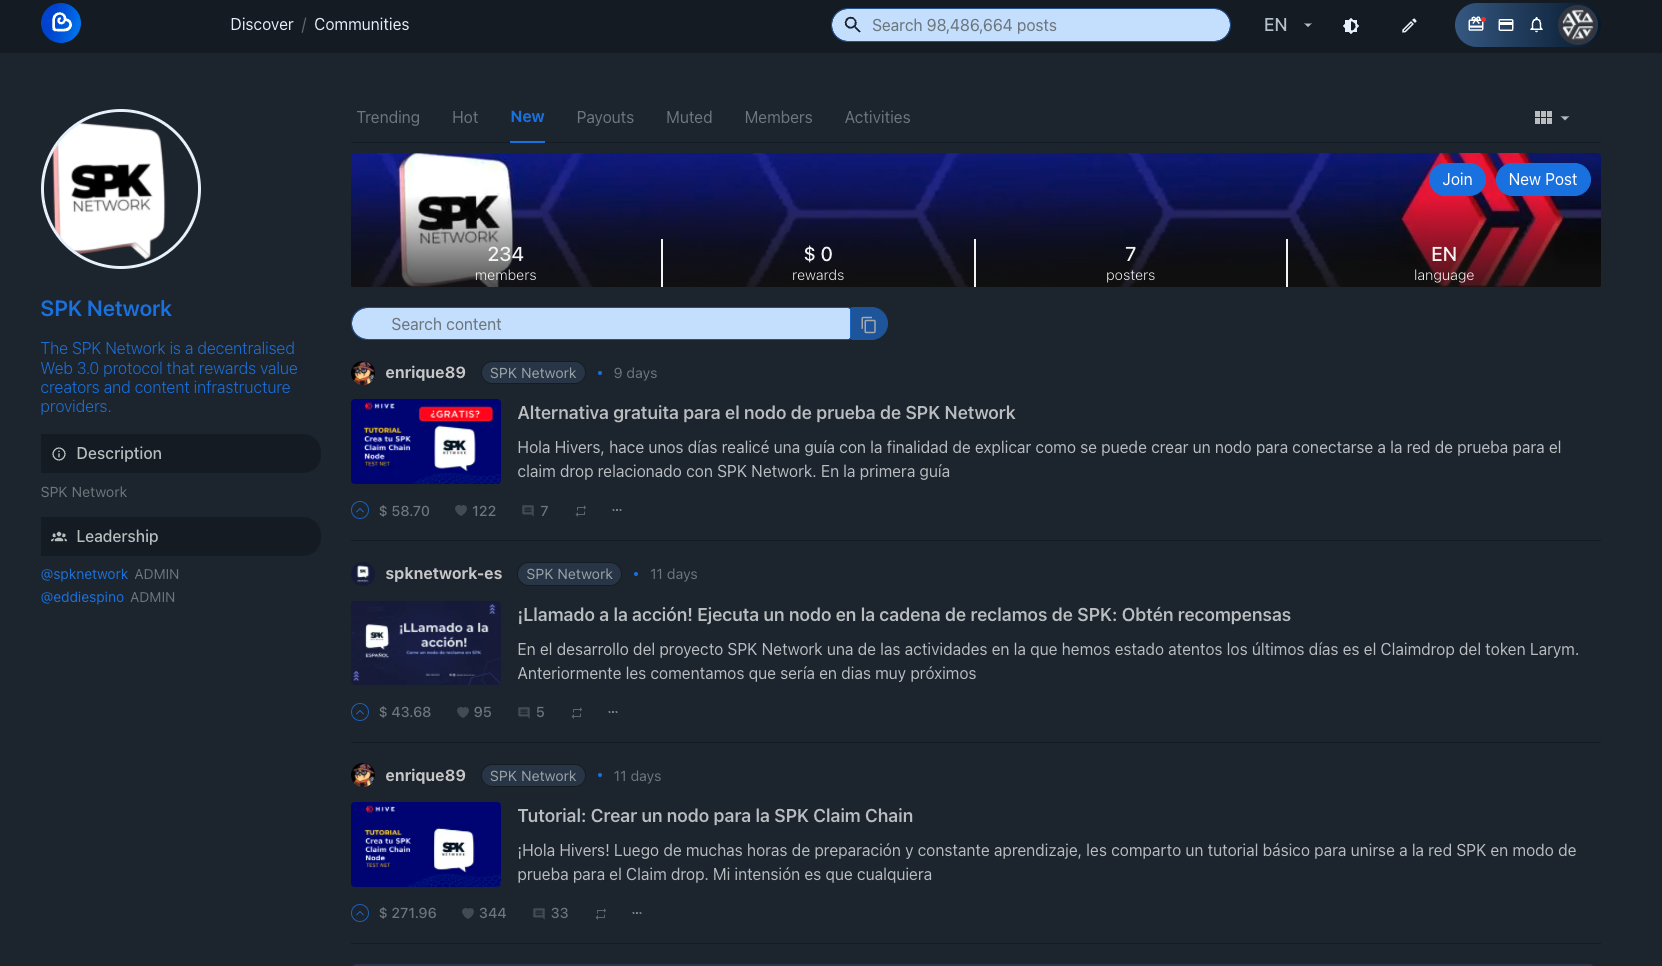 Discover / Communities
Search 98,486,664 posts
EN
SPK
NETWORK
SPK Network
The SPK Network is a decentralised
Web 3.0 protocol that rewards value
creators and content infrastructure
providers.
Description
SPK Network
Leadership
@spknetwork ADMIN
@eddiespino ADMIN
Trending Hot New Payouts Muted Members Activities
Join New Post
SPK
NETWORK
234 $ 0 7 EN
members rewards posters language
Search content
enrique89 SPK Network • 9 days
HIVE
¿GRATIS?
TUTORIAL
Crea tu SPK
Claim Chain
Node
TEST NET
SPK
NETWORK
Alternativa gratuita para el nodo de prueba de SPK Network
Hola Hivers, hace unos días realicé una guía con la finalidad de explicar como se puede crear un nodo para conectarse a la red de prueba para el
claim drop relacionado con SPK Network. En la primera guía
$ 58.70 122 7 ...
spknetwork-es SPK Network • 11 days
SPK
ESPAÑOL
¡LLamado a la
acción!
¡Llamado a la acción! Ejecuta un nodo en la cadena de reclamos de SPK: Obtén recompensas
En el desarrollo del proyecto SPK Network una de las actividades en la que hemos estado atentos los últimos días es el Claimdrop del token Larym.
Anteriormente les comentamos que sería en dias muy próximos
$ 43.68 95 5 ...
enrique89 SPK Network • 11 days
HIVE
TUTORIAL
Crea tu SPK
Claim Chain
Node
TEST NET
SPK
NETWORK
Tutorial: Crear un nodo para la SPK Claim Chain
¡Hola Hivers! Luego de muchas horas de preparación y constante aprendizaje, les comparto un tutorial básico para unirse a la red SPK en modo de
prueba para el Claim drop. Mi intensión es que cualquiera
$ 271.96 344 33 ...